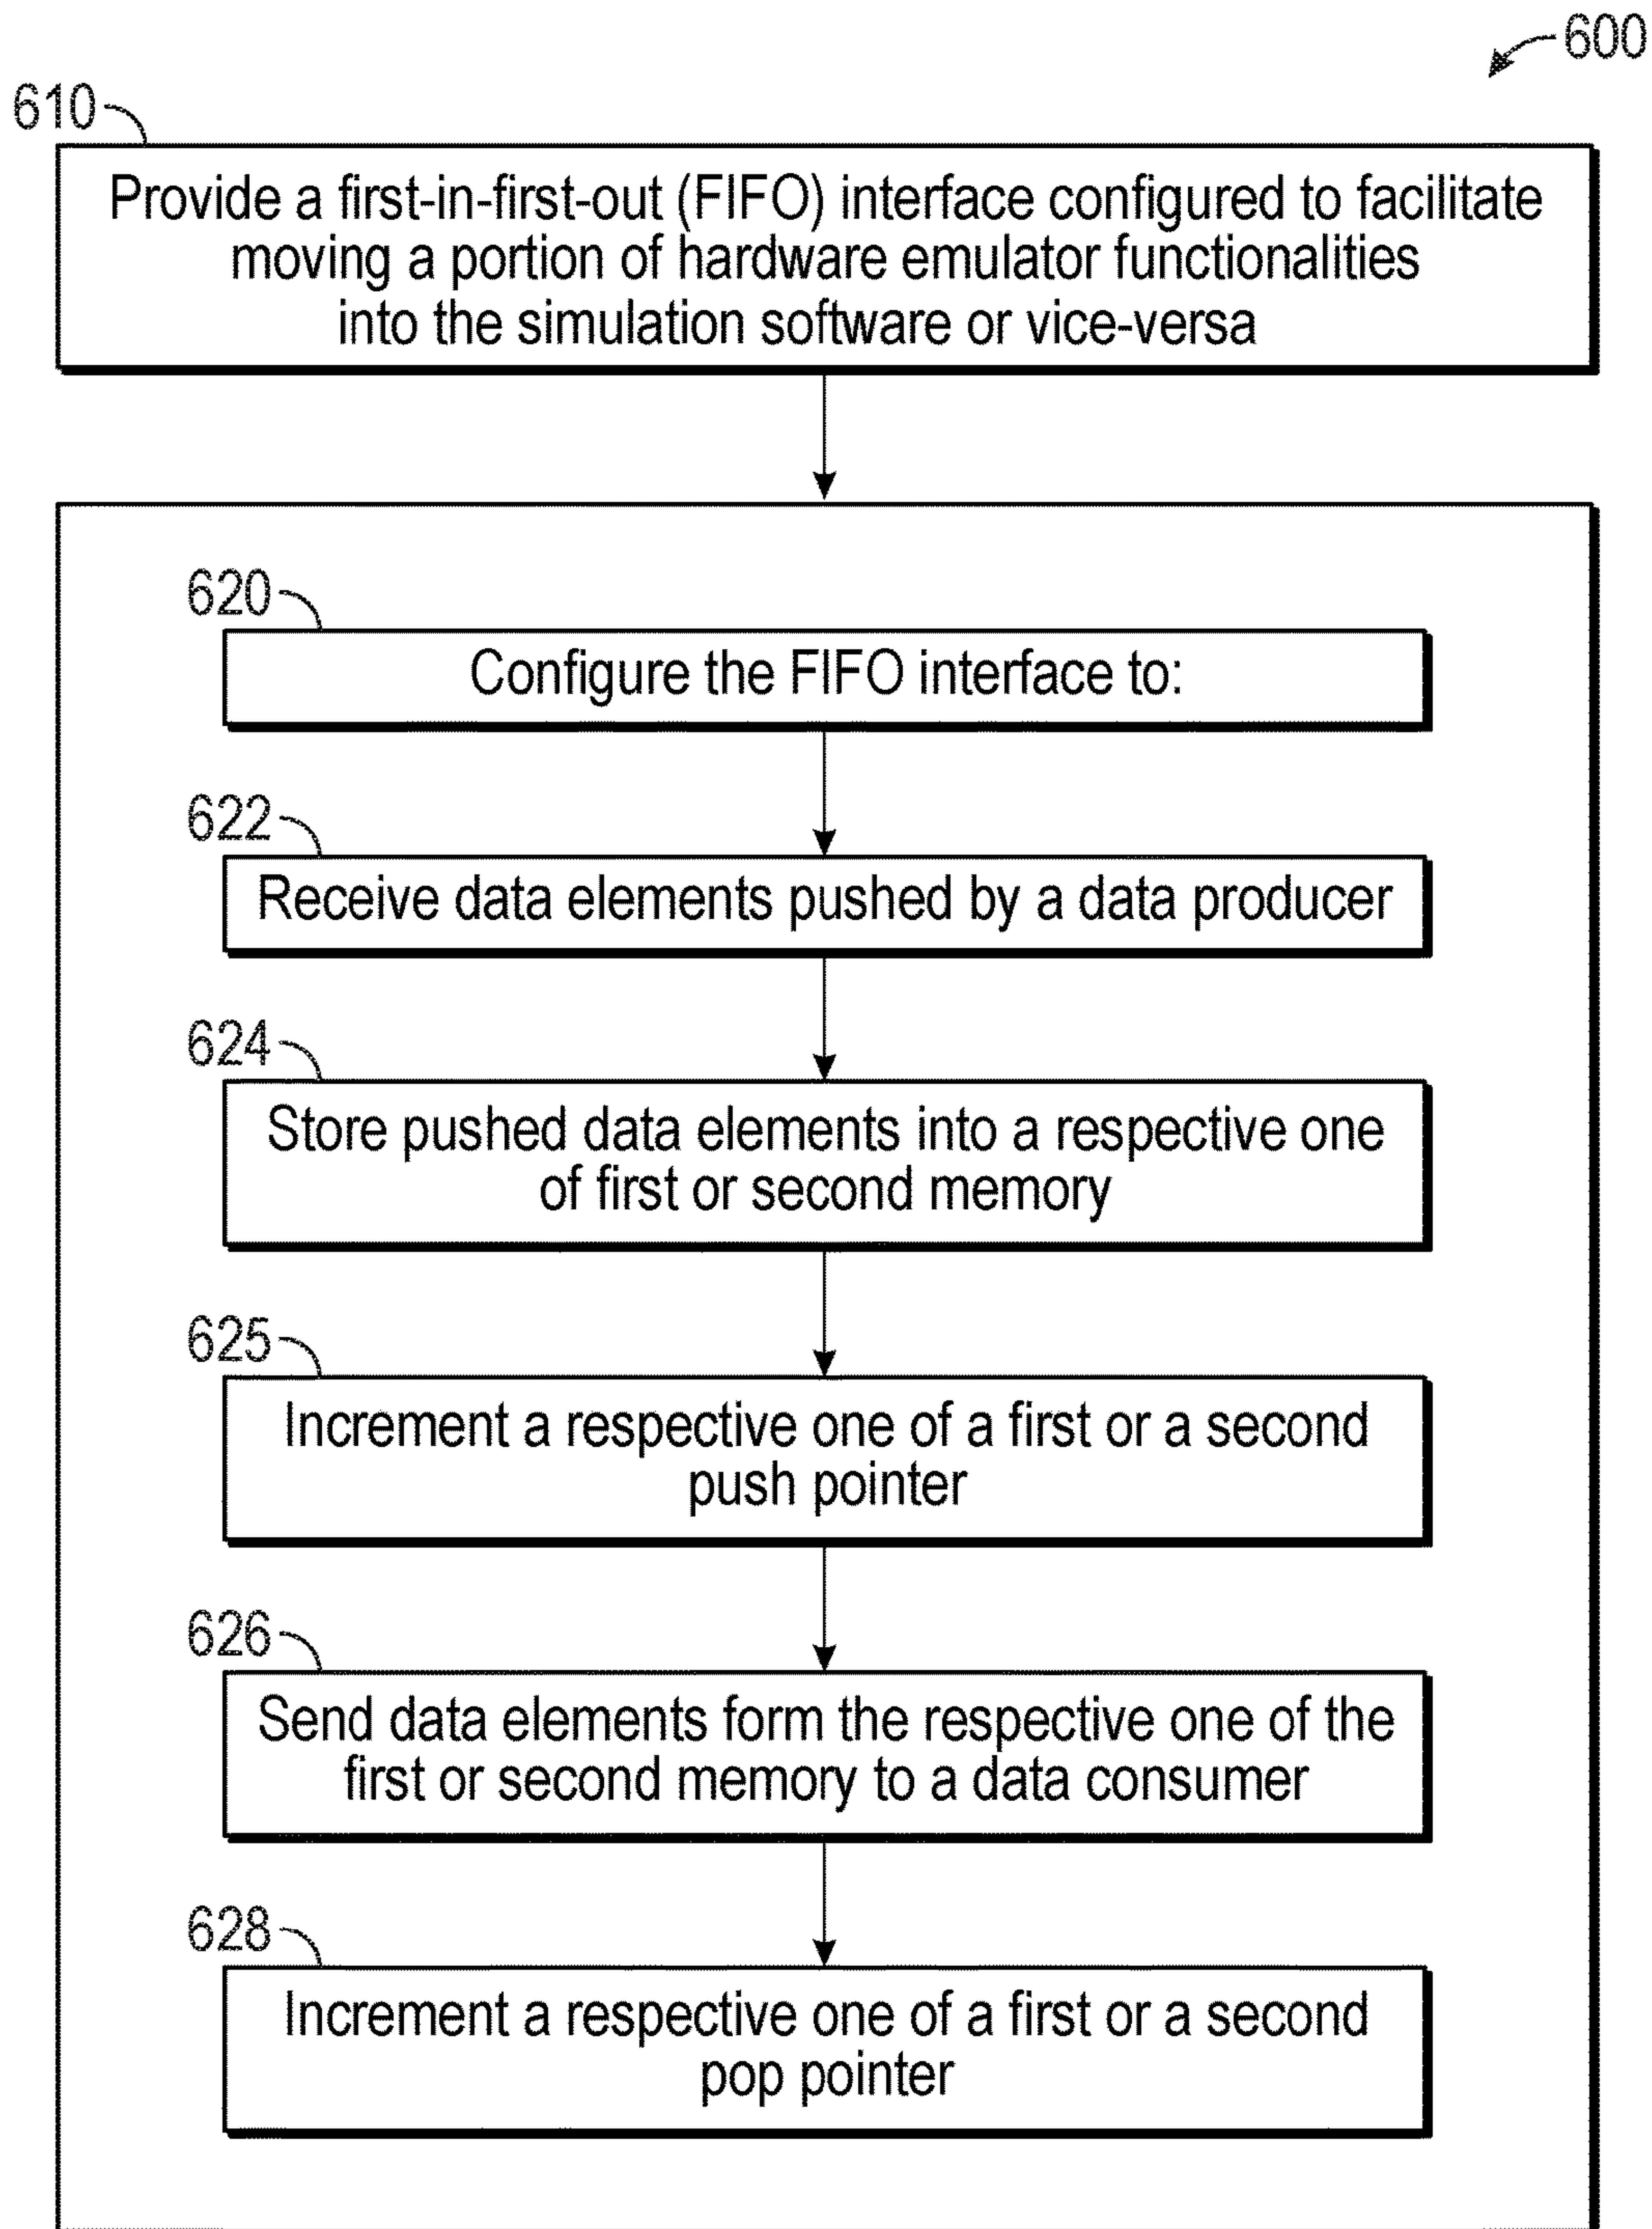 600
610
Provide a first-in-first-out (FIFO) interface configured to facilitate
moving a portion of hardware emulator functionalities
into the simulation software or vice-versa
620
Configure the FIFO interface to:
622
Receive data elements pushed by a data producer
624
Store pushed data elements into a respective one
of first or second memory
625
Increment a respective one of a first or a second
push pointer
626
Send data elements form the respective one of the
first or second memory to a data consumer
628
Increment a respective one of a first or a second
pop pointer